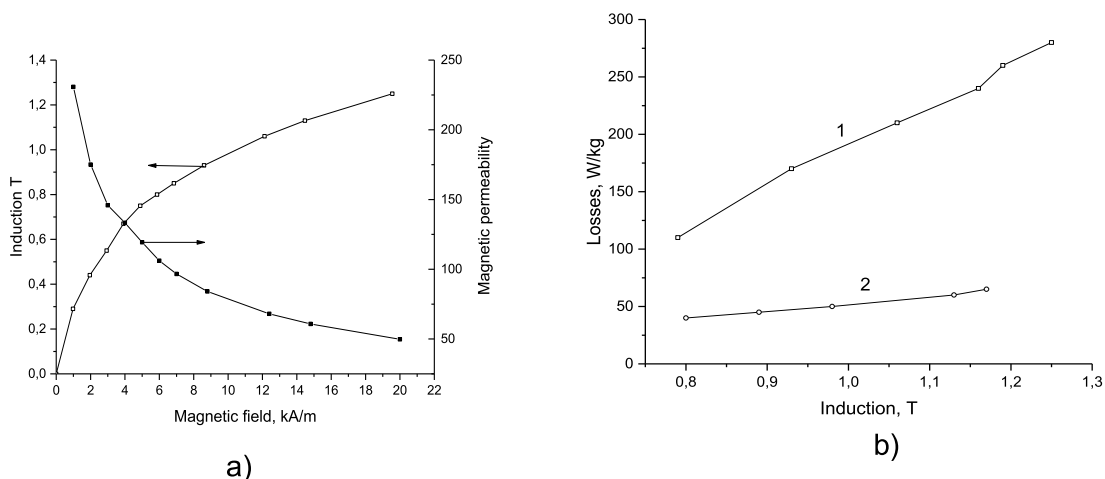 1,4
1,2
1,0
0,8
0,6
0,4
0,2
0,0
Induction T
0 2 4 6 8 10 12 14 16 18 20 22
Magnetic field, kA/m
250
200
150
100
50
Magnetic permeability
a)
300
250
200
150
100
50
0
Losses, W/kg
1
2
0,8 0,9 1,0 1,1 1,2 1,3
Induction, T
b)